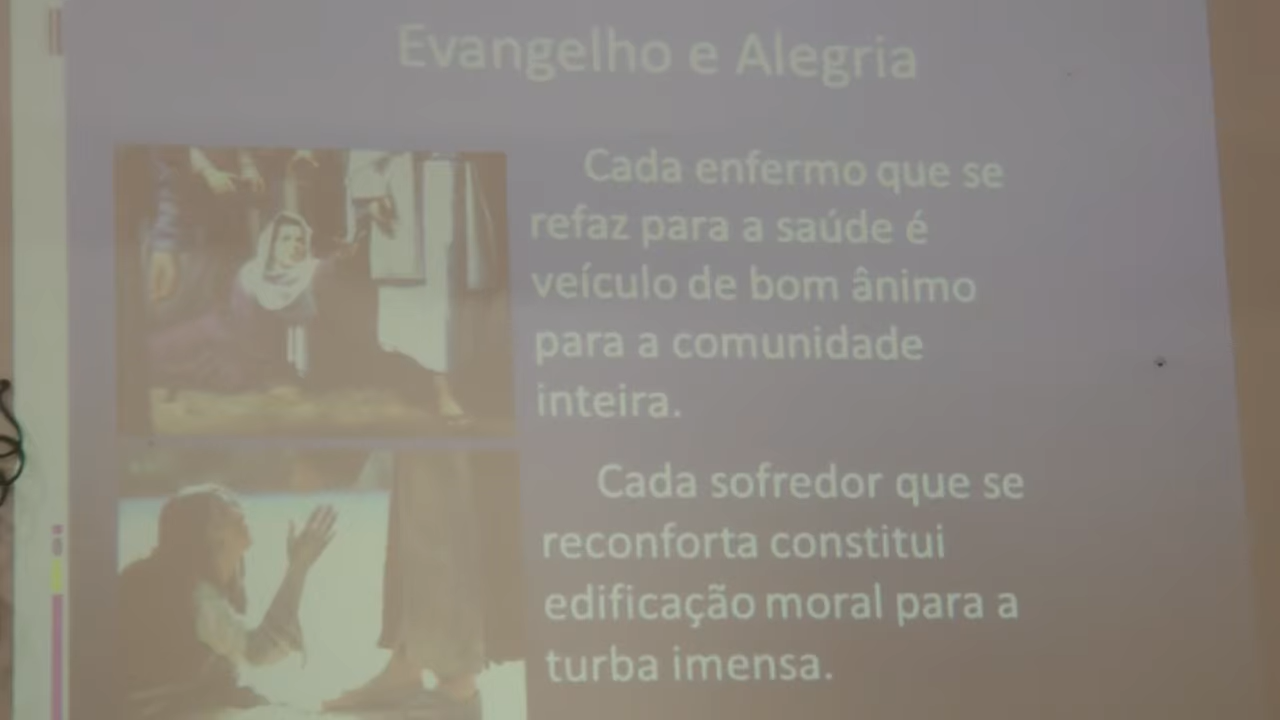 Evangelho e Alegria
Cada enfermo que se
refaz para a saúde é
veículo de bom ânimo
para a comunidade
inteira.
Cada sofredor que se
reconforta constitui
edificação moral para a
turba imensa.